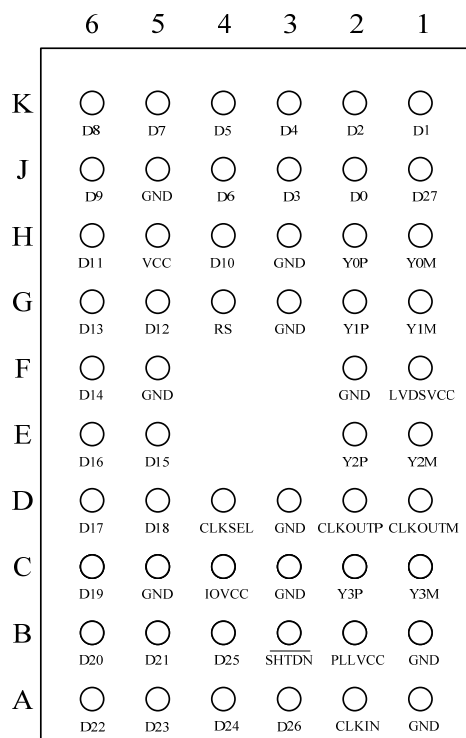 6 5 4 3 2 1
K
D8 D7 D5 D4 D2 D1
J
D9 GND D6 D3 D0 D27
H
D11 VCC D10 GND Y0P Y0M
G
D13 D12 RS GND Y1P Y1M
F
D14 GND GND LVDSVCC
E
D16 D15 Y2P Y2M
D
D17 D18 CLKSEL GND CLKOUTP CLKOUTM
C
D19 GND IOVCC GND Y3P Y3M
B
D20 D21 D25 SHTDN PLLVCC GND
A
D22 D23 D24 D26 CLKIN GND